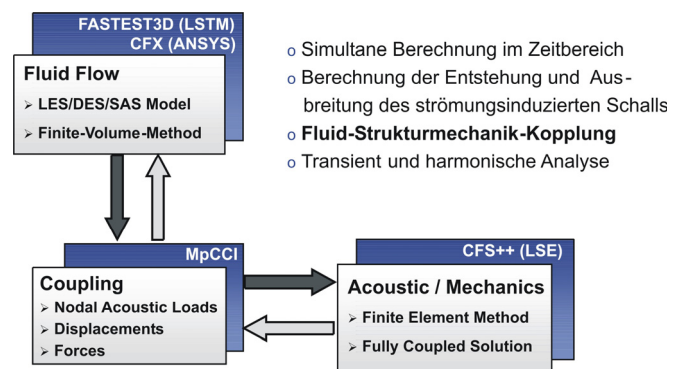 FASTEST3D (LSTM)
CFX (ANSYS)
Fluid Flow
➢ LES/DES/SAS Model
➢ Finite-Volume-Method
o Simultane Berechnung im Zeitbereich
o Berechnung der Entstehung und Aus-
breitung des strömungsinduzierten Schalls
o Fluid-Strukturmechanik-Kopplung
o Transient und harmonische Analyse
MpCCI
Coupling
➢ Nodal Acoustic Loads
➢ Displacements
➢ Forces
CFS++ (LSE)
Acoustic / Mechanics
➢ Finite Element Method
➢ Fully Coupled Solution